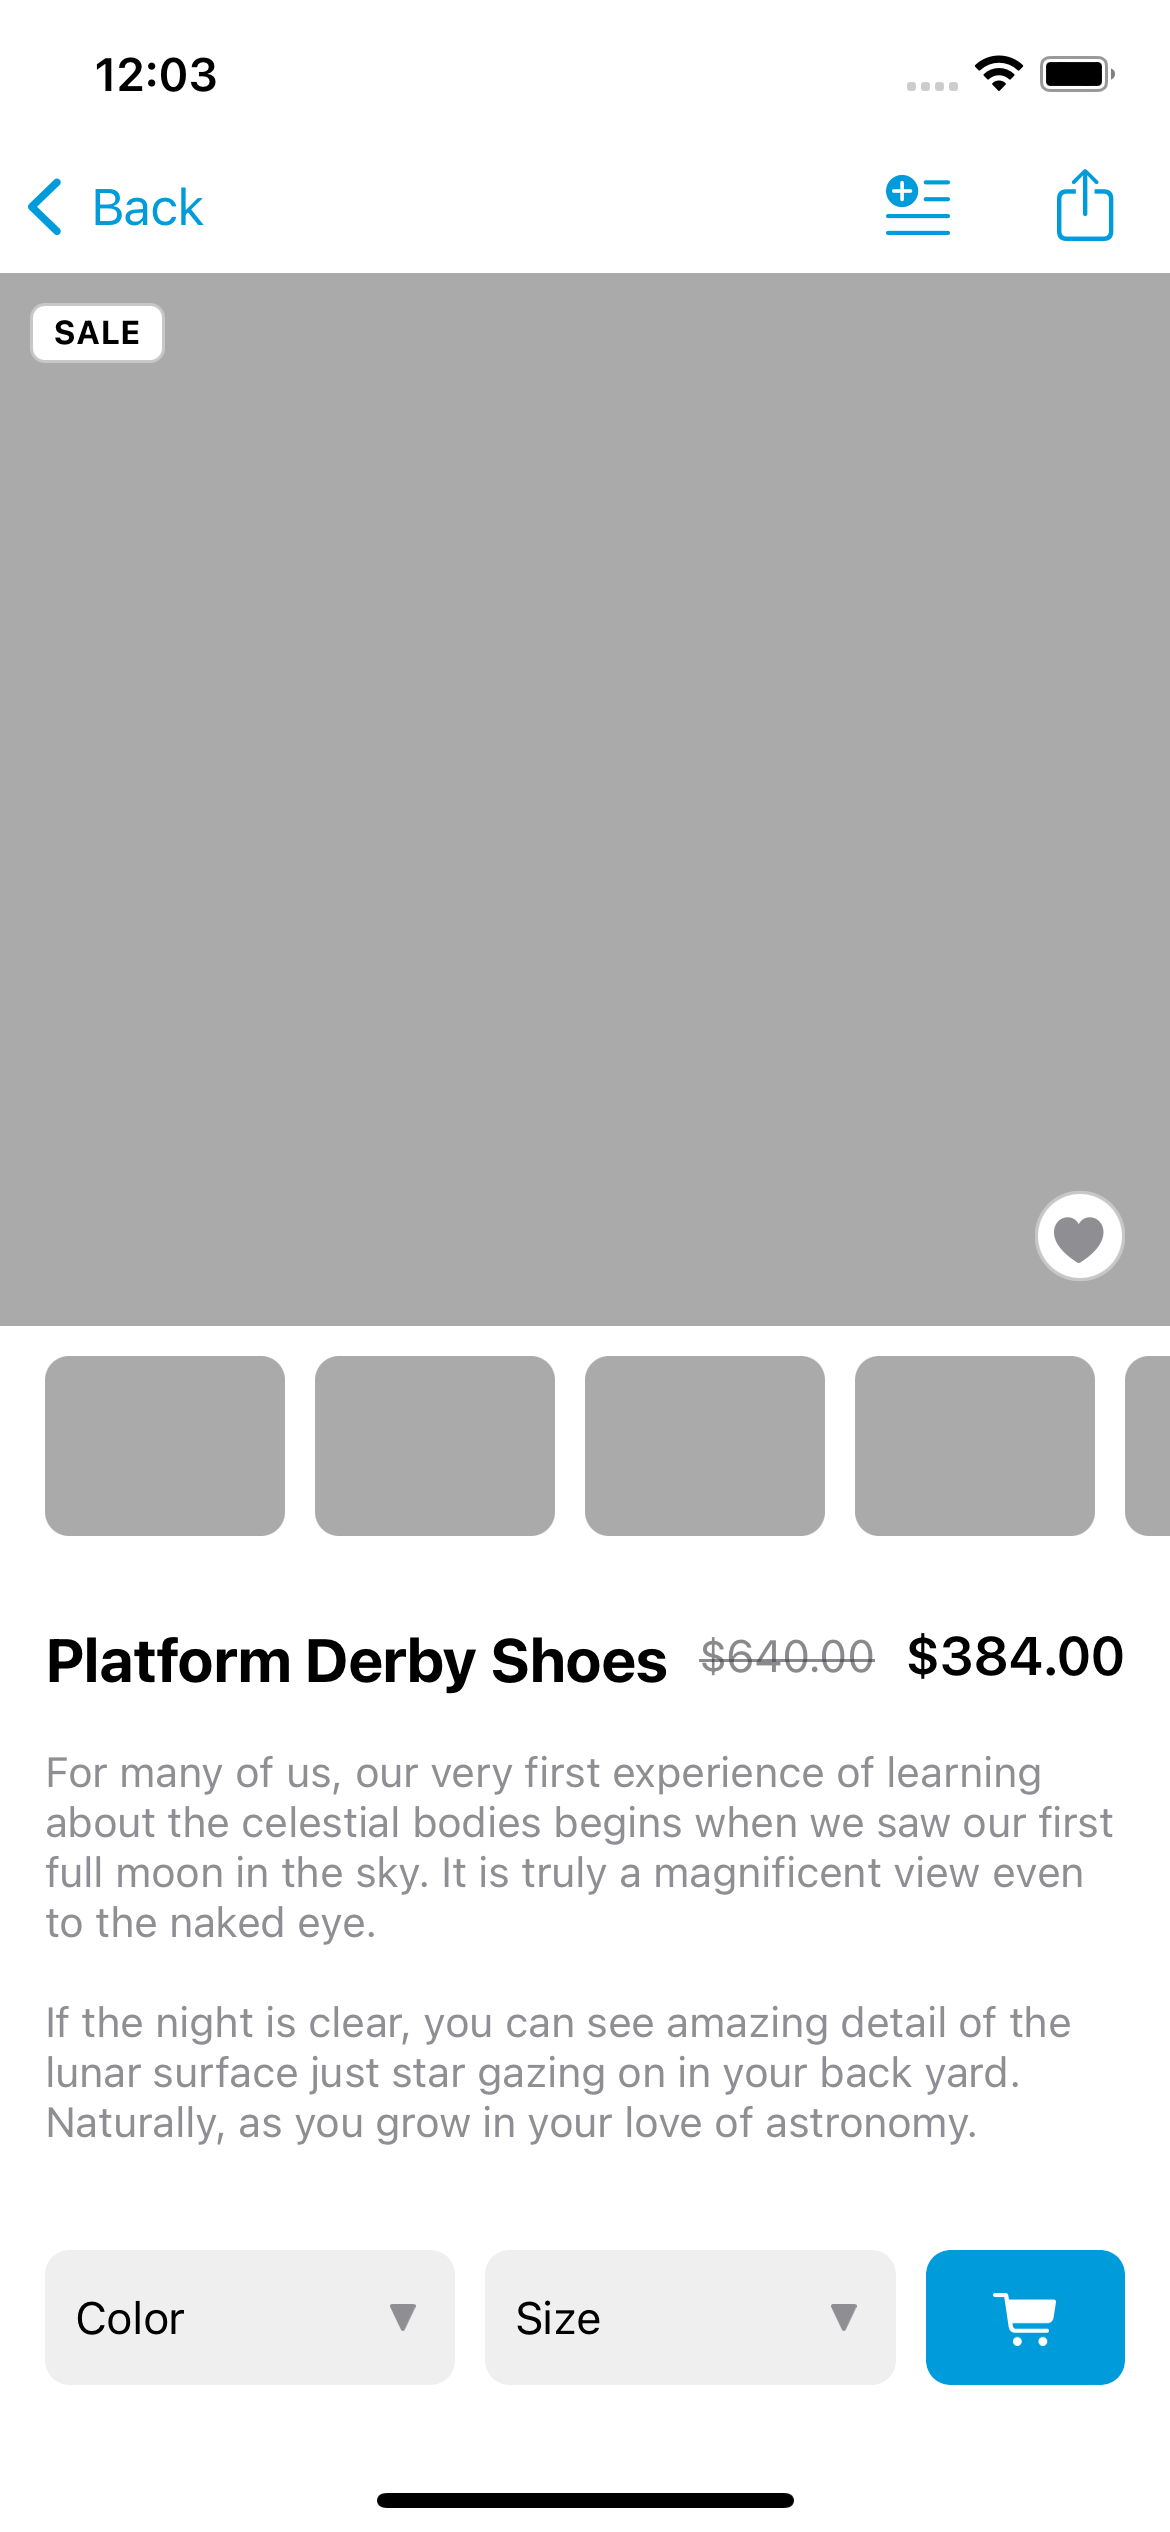 12:03
Back
SALE
Platform Derby Shoes $640.00 $384.00
For many of us, our very first experience of learning
about the celestial bodies begins when we saw our first
full moon in the sky. It is truly a magnificent view even
to the naked eye.
If the night is clear, you can see amazing detail of the
lunar surface just star gazing on in your back yard.
Naturally, as you grow in your love of astronomy.
Color Size